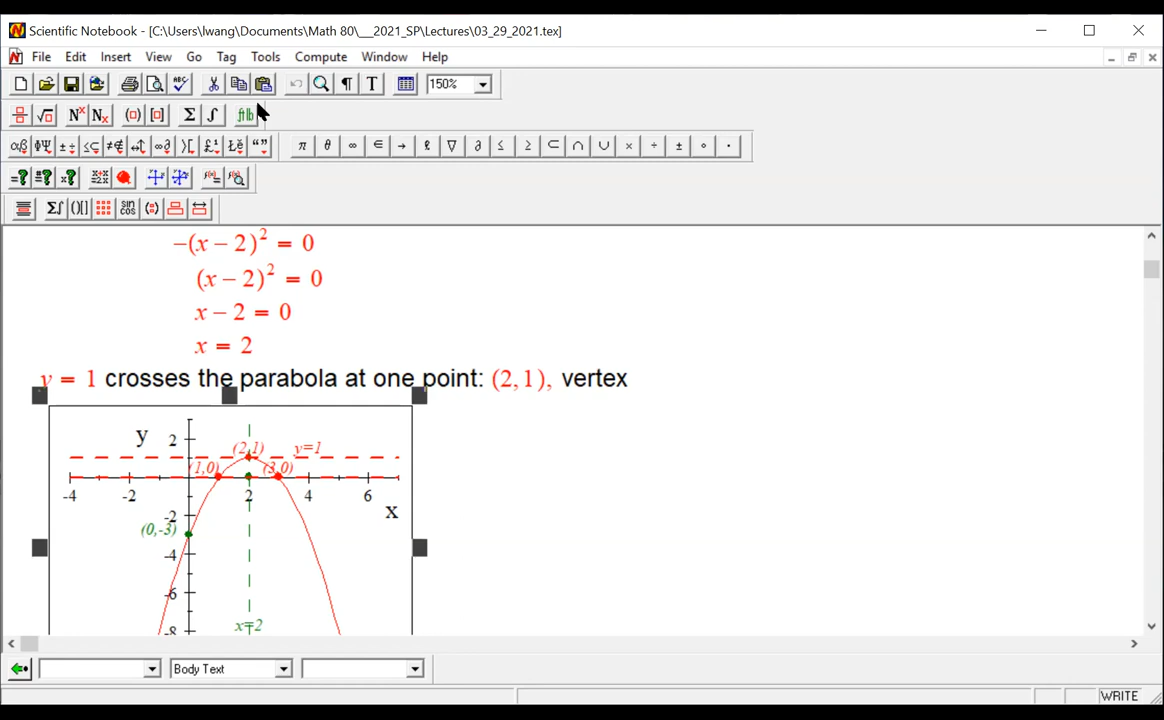 Scientific Notebook - [C:\Users\lwang\Documents\Math 80\__2021_SP\Lectures\03_29_2021.tex]
File Edit Insert View Go Tag Tools Compute Window Help
150%
π θ ∞ ∈ → ℓ ∇ ∂ ≤ ≥ ⊂ ∩ ∪ × ÷ ± ∘ ·
−(x − 2)² = 0
(x − 2)² = 0
x − 2 = 0
x = 2
y = 1 crosses the parabola at one point: (2,1), vertex
y 2 (2,1) y=1
(1,0) (3,0)
-4 -2 2 4 6
x
-2
(0,-3)
-4
-6
x=2
-8
Body Text
WRITE